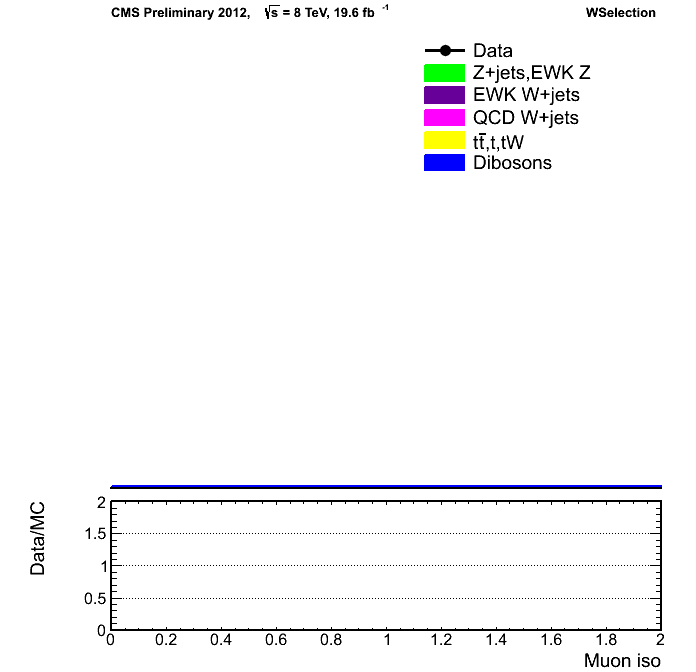 CMS Preliminary 2012, √s = 8 TeV, 19.6 fb -1 WSelection
Data
Z+jets,EWK Z
EWK W+jets
QCD W+jets
tt̅,t,tW
Dibosons
Data/MC
2
1.5
1
0.5
0
0 0.2 0.4 0.6 0.8 1 1.2 1.4 1.6 1.8 2
Muon iso